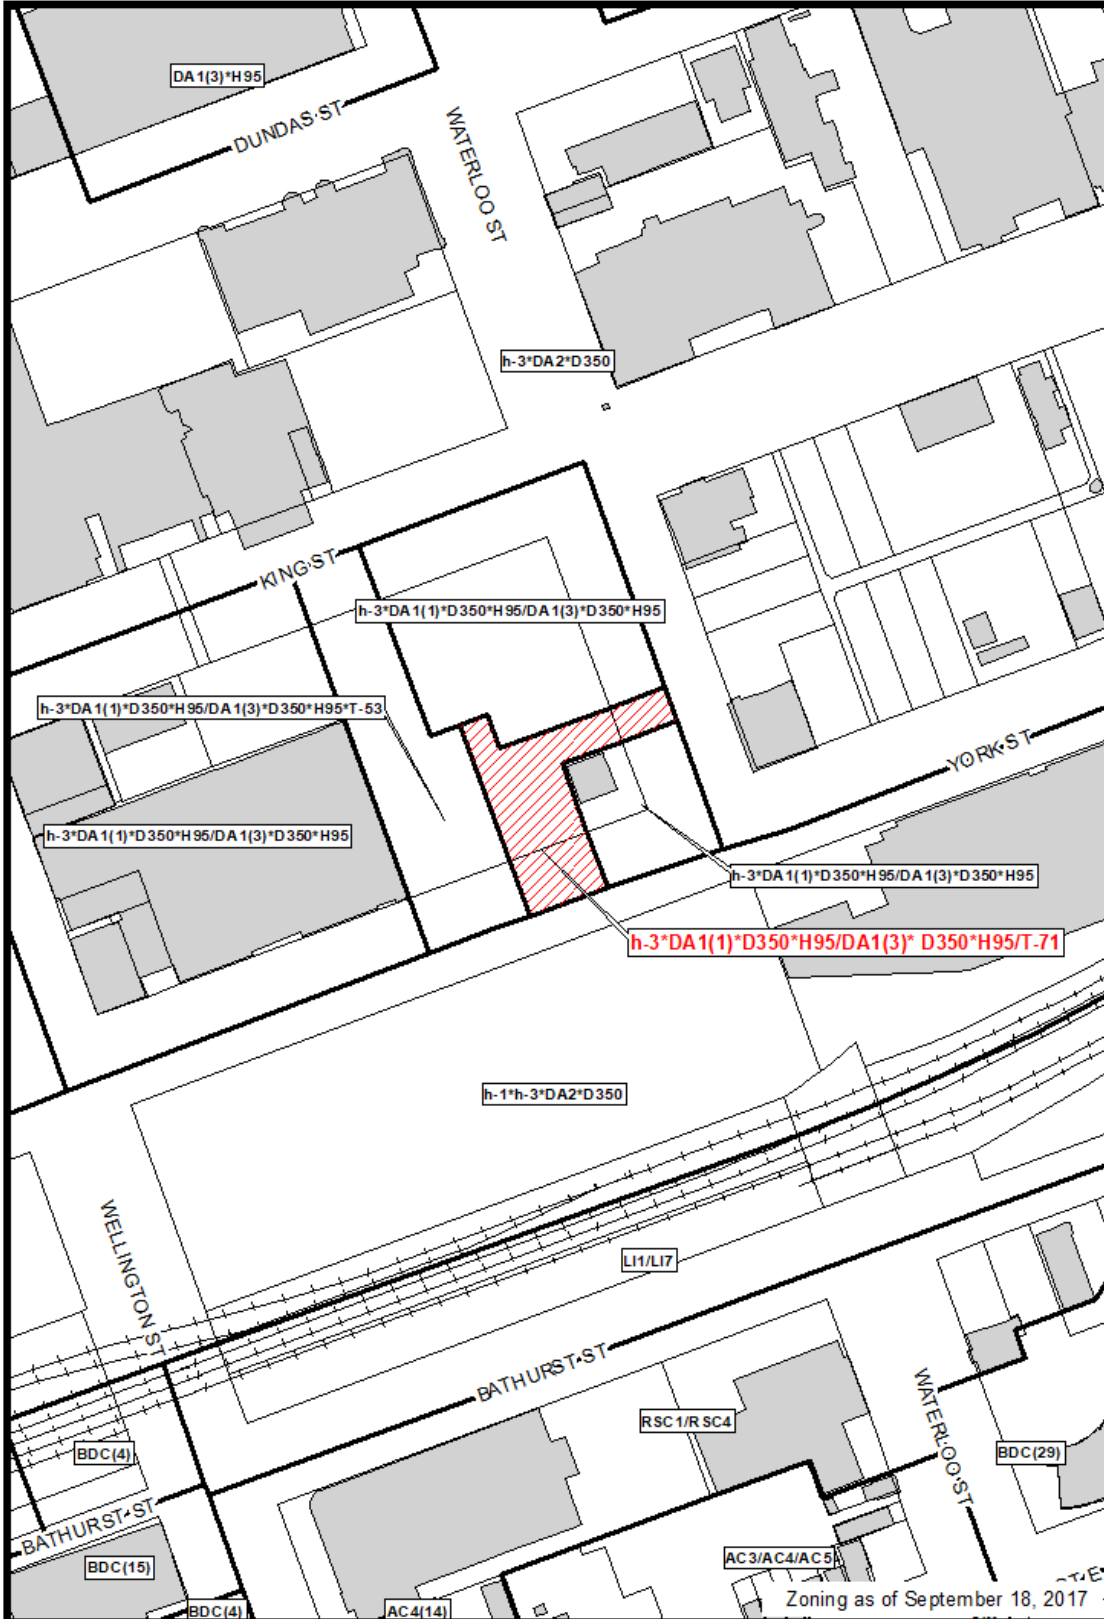 DA1(3)*H95
DUNDAS ST
WATERLOO ST
h-3*DA2*D350
KING ST
h-3*DA1(1)*D350*H95/DA1(3)*D350*H95
h-3*DA1(1)*D350*H95/DA1(3)*D350*H95*T-53
YORK ST
h-3*DA1(1)*D350*H95/DA1(3)*D350*H95
h-3*DA1(1)*D350*H95/DA1(3)*D350*H95
h-3*DA1(1)*D350*H95/DA1(3)* D350*H95/T-71
h-1*h-3*DA2*D350
WELLINGTON ST
LI1/LI7
BATHURST ST
WATERLOO ST
RSC1/RSC4
BDC(4)
BDC(29)
BATHURST ST
BDC(15)
AC3/AC4/AC5
Zoning as of September 18, 2017
BDC(4)
AC4(14)